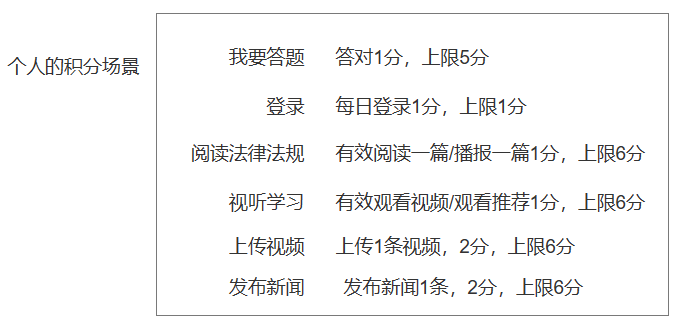 个人的积分场景
我要答题 答对1分，上限5分
登录 每日登录1分，上限1分
阅读法律法规 有效阅读一篇/播报一篇1分，上限6分
视听学习 有效观看视频/观看推荐1分，上限6分
上传视频 上传1条视频，2分，上限6分
发布新闻 发布新闻1条，2分，上限6分